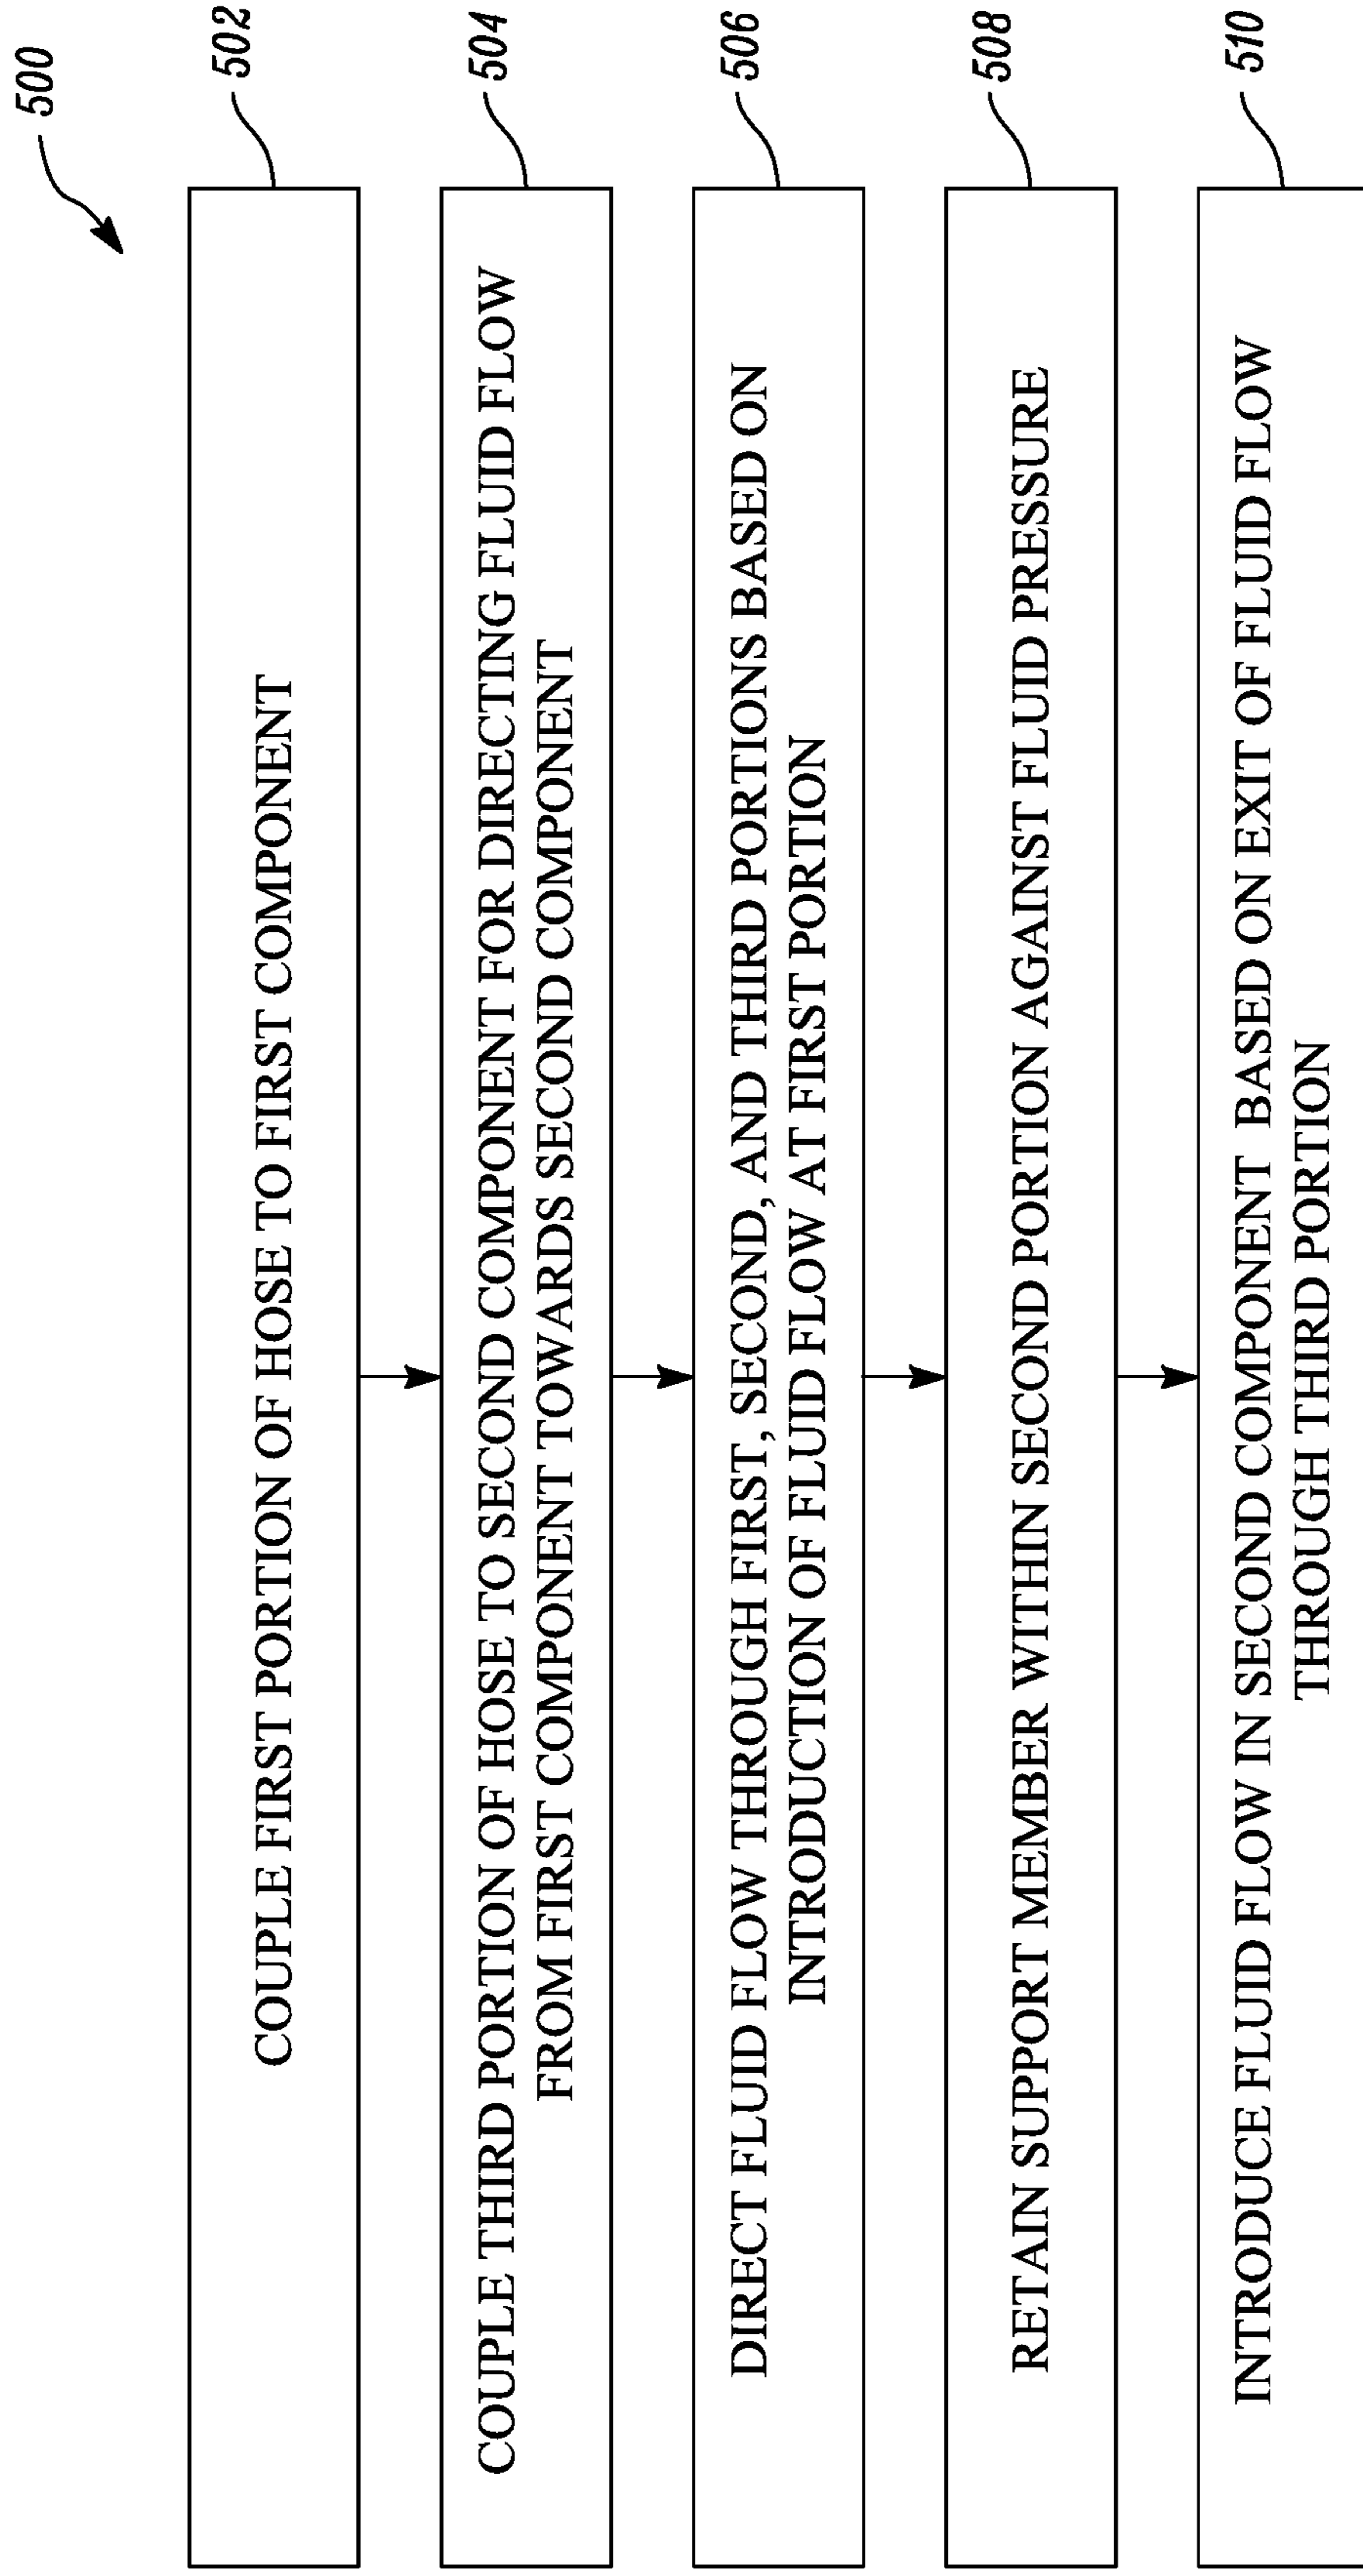 500
COUPLE FIRST PORTION OF HOSE TO FIRST COMPONENT
502
COUPLE THIRD PORTION OF HOSE TO SECOND COMPONENT FOR DIRECTING FLUID FLOW
FROM FIRST COMPONENT TOWARDS SECOND COMPONENT
504
DIRECT FLUID FLOW THROUGH FIRST, SECOND, AND THIRD PORTIONS BASED ON
INTRODUCTION OF FLUID FLOW AT FIRST PORTION
506
RETAIN SUPPORT MEMBER WITHIN SECOND PORTION AGAINST FLUID PRESSURE
508
INTRODUCE FLUID FLOW IN SECOND COMPONENT BASED ON EXIT OF FLUID FLOW
THROUGH THIRD PORTION
510